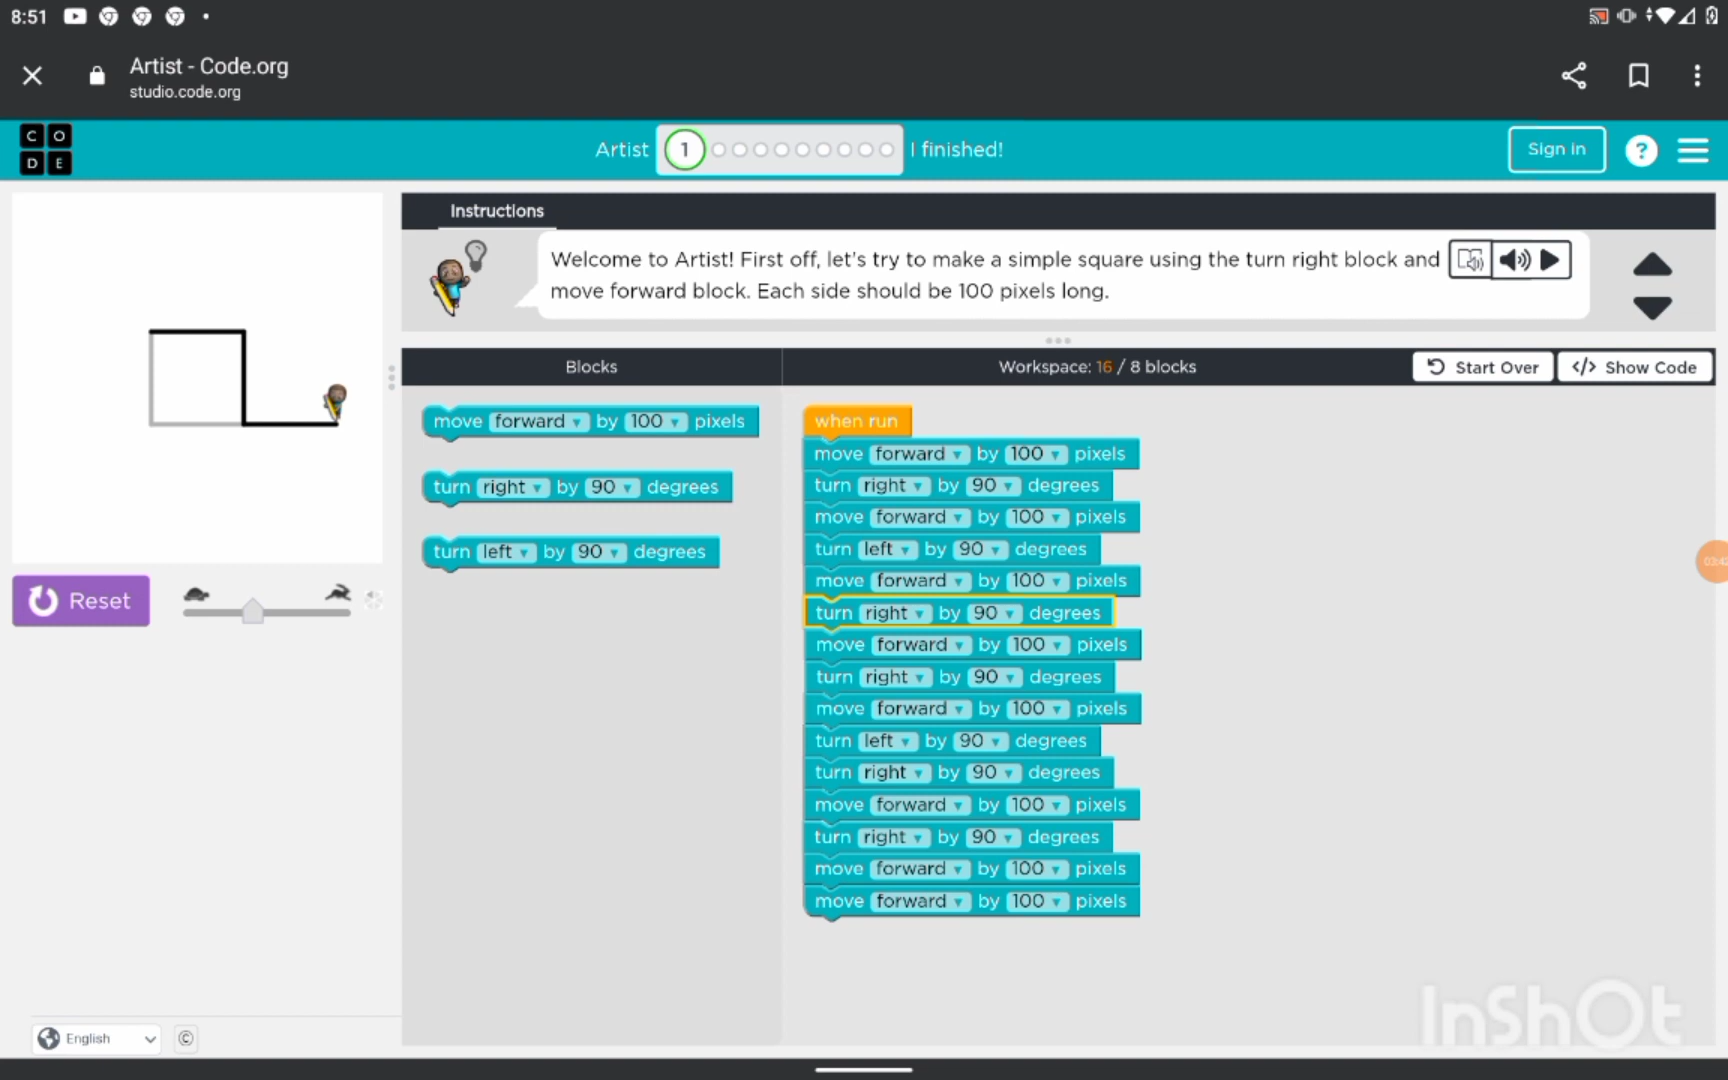 8:51
Artist - Code.org
studio.code.org
C O
D E
Artist 1 I finished!
Sign in ?
Instructions
Welcome to Artist! First off, let's try to make a simple square using the turn right block and
move forward block. Each side should be 100 pixels long.
Blocks
Workspace: 16 / 8 blocks
Start Over
</> Show Code
move forward by 100 pixels
turn right by 90 degrees
turn left by 90 degrees
when run
move forward by 100 pixels
turn right by 90 degrees
move forward by 100 pixels
turn left by 90 degrees
move forward by 100 pixels
turn right by 90 degrees
move forward by 100 pixels
turn right by 90 degrees
move forward by 100 pixels
turn left by 90 degrees
turn right by 90 degrees
move forward by 100 pixels
turn right by 90 degrees
move forward by 100 pixels
move forward by 100 pixels
Reset
English ©
InShOt